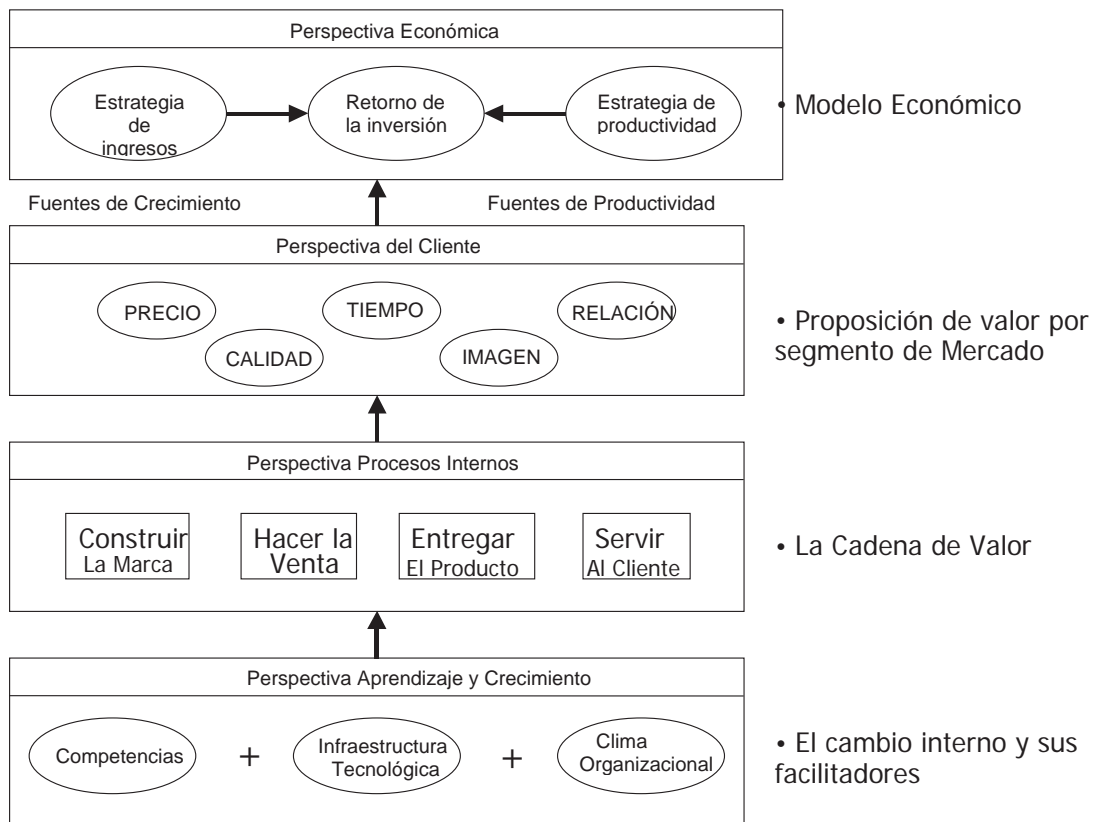 Perspectiva Económica
Estrategia
de
ingresos
Retorno de
la inversión
Estrategia de
productividad
• Modelo Económico
Fuentes de Crecimiento
Fuentes de Productividad
Perspectiva del Cliente
PRECIO
TIEMPO
RELACIÓN
CALIDAD
IMAGEN
• Proposición de valor por
segmento de Mercado
Perspectiva Procesos Internos
Construir
La Marca
Hacer la
Venta
Entregar
El Producto
Servir
Al Cliente
• La Cadena de Valor
Perspectiva Aprendizaje y Crecimiento
Competencias
+
Infraestructura
Tecnológica
+
Clima
Organizacional
• El cambio interno y sus
facilitadores